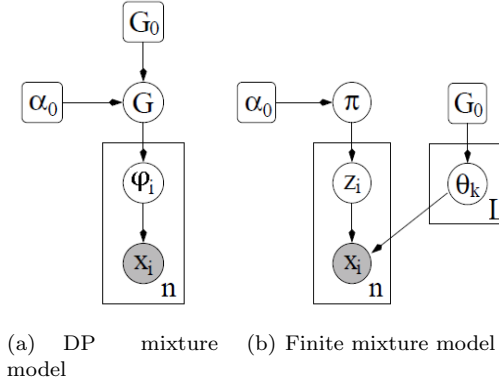 G₀
α₀ G
φᵢ
xᵢ
n
α₀ π G₀
zᵢ θₖ
L
xᵢ
n
(a) DP mixture model
(b) Finite mixture model